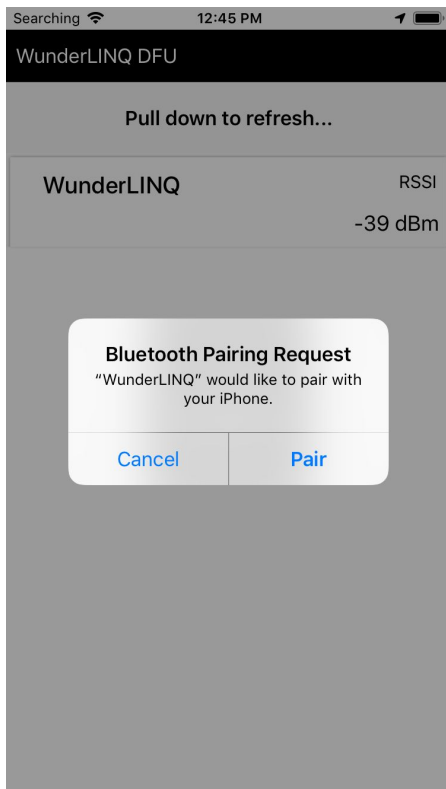 Searching 12:45 PM
WunderLINQ DFU
Pull down to refresh...
WunderLINQ RSSI
-39 dBm
Bluetooth Pairing Request
“WunderLINQ” would like to pair with
your iPhone.
Cancel Pair